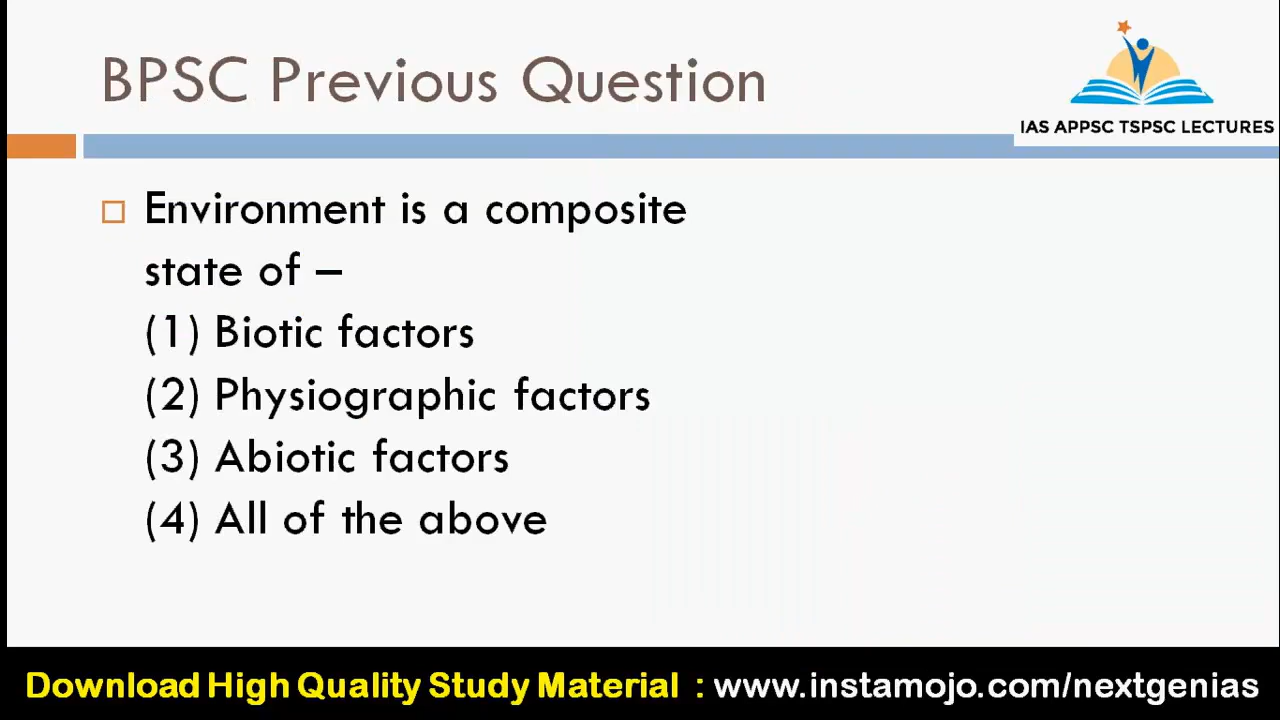 BPSC Previous Question
IAS APPSC TSPSC LECTURES
Environment is a composite
state of –
(1) Biotic factors
(2) Physiographic factors
(3) Abiotic factors
(4) All of the above
Download High Quality Study Material : www.instamojo.com/nextgenias